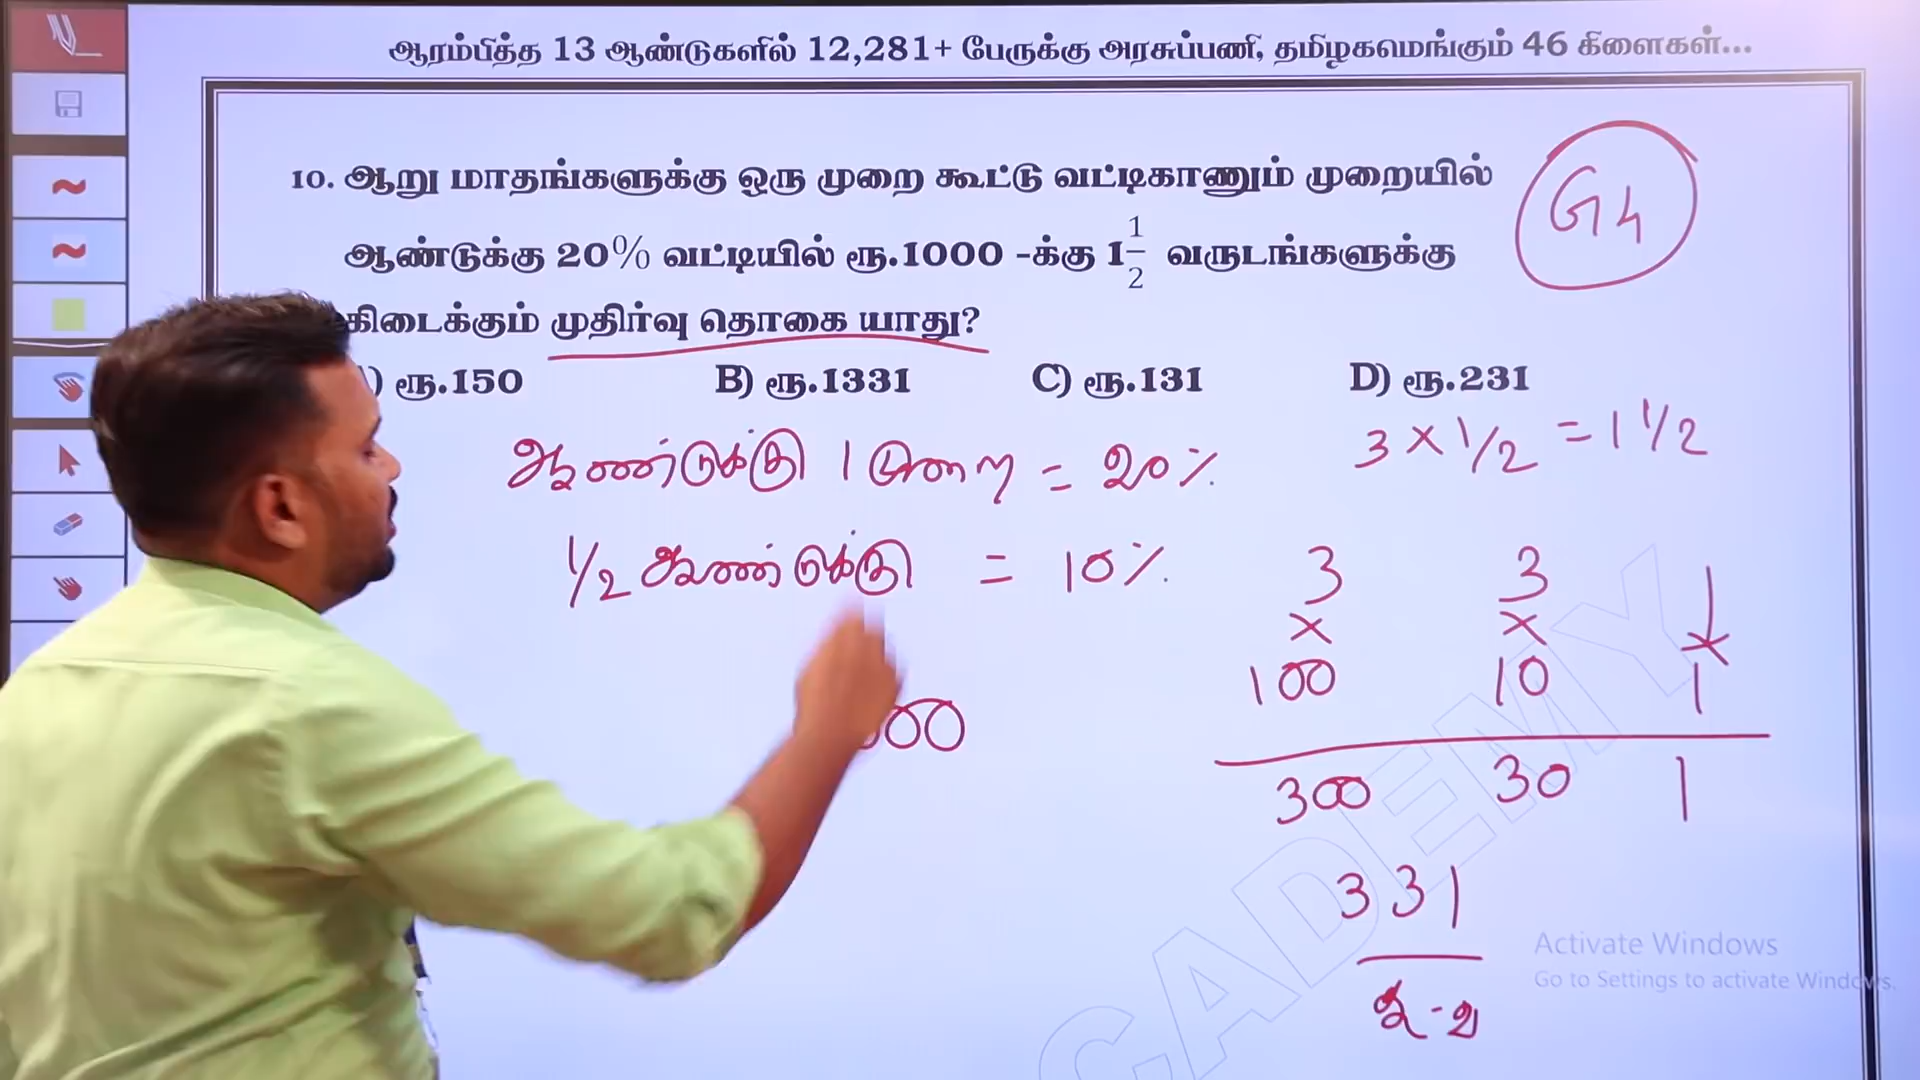 ஆரம்பித்த 13 ஆண்டுகளில் 12,281+ பேருக்கு அரசுப்பணி, தமிழகமெங்கும் 46 கிளைகள்...
10. ஆறு மாதங்களுக்கு ஒரு முறை கூட்டு வட்டிகாணும் முறையில்
ஆண்டுக்கு 20% வட்டியில் ரூ.1000 -க்கு 1 1/2 வருடங்களுக்கு
கிடைக்கும் முதிர்வு தொகை யாது?
) ரூ.150 B) ரூ.1331 C) ரூ.131 D) ரூ.231
G4
ஆண்டுக்கு 1 முறை = 20%
3 × 1/2 = 1 1/2
1/2 ஆண்டுக்கு = 10%
3 3 1
× × ×
100 10 1
300 30 1
00
331
CADEMY
Activate Windows
Go to Settings to activate Windows.